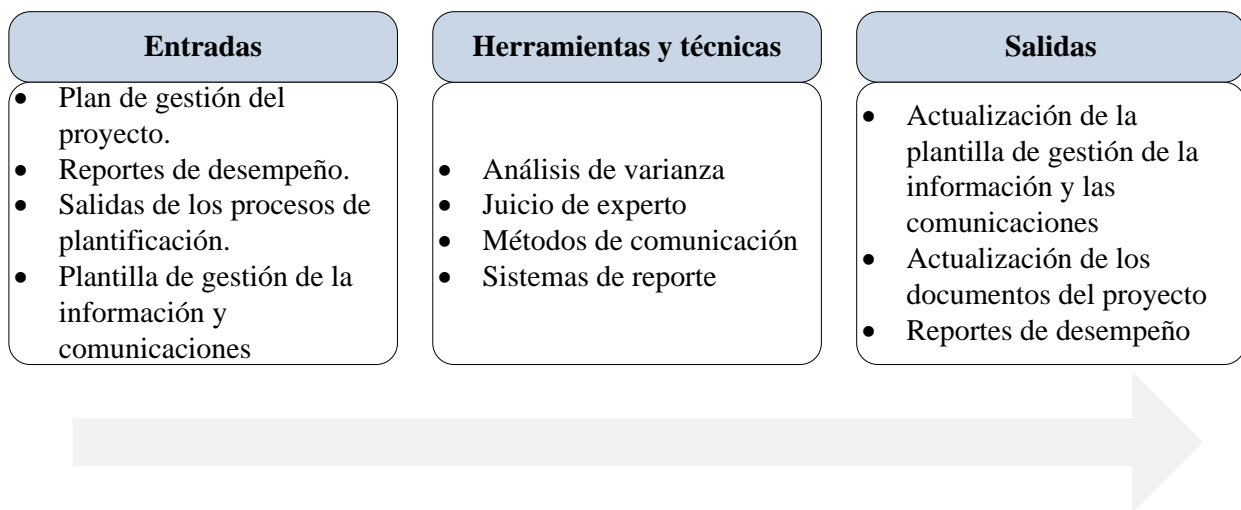 Entradas
• Plan de gestión del
proyecto.
• Reportes de desempeño.
• Salidas de los procesos de
plantificación.
• Plantilla de gestión de la
información y
comunicaciones
Herramientas y técnicas
• Análisis de varianza
• Juicio de experto
• Métodos de comunicación
• Sistemas de reporte
Salidas
• Actualización de la
plantilla de gestión de la
información y las
comunicaciones
• Actualización de los
documentos del proyecto
• Reportes de desempeño